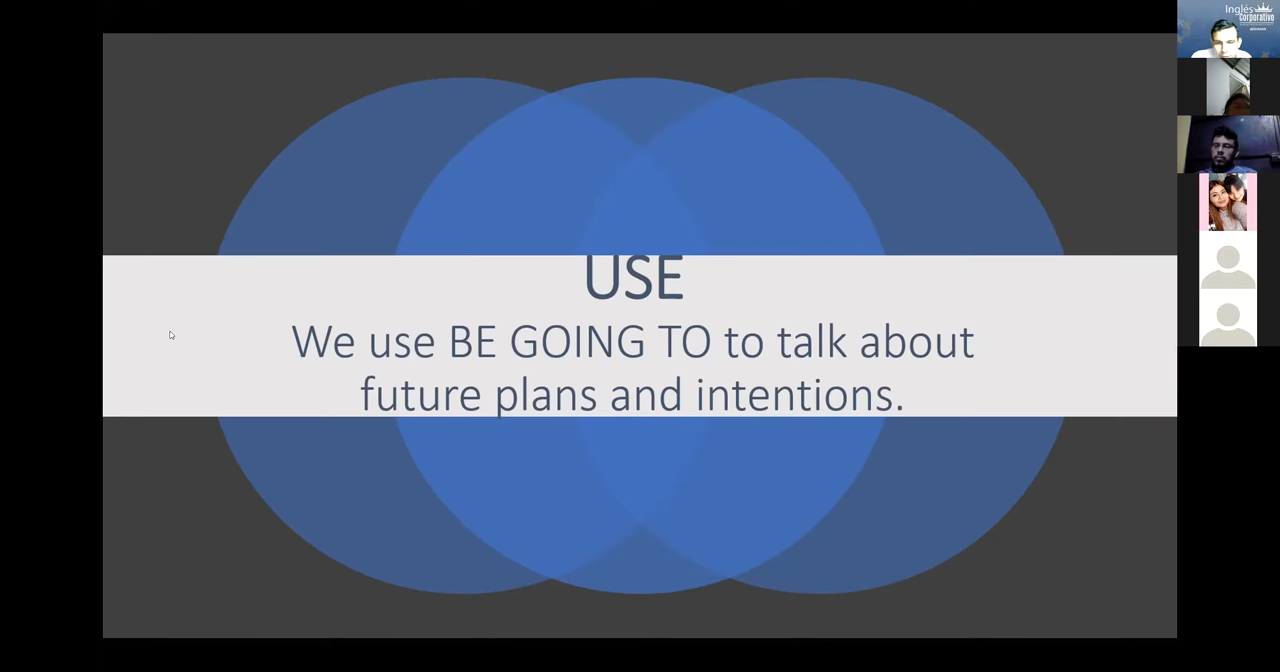 Inglés
Corporativo
USE
We use BE GOING TO to talk about
future plans and intentions.